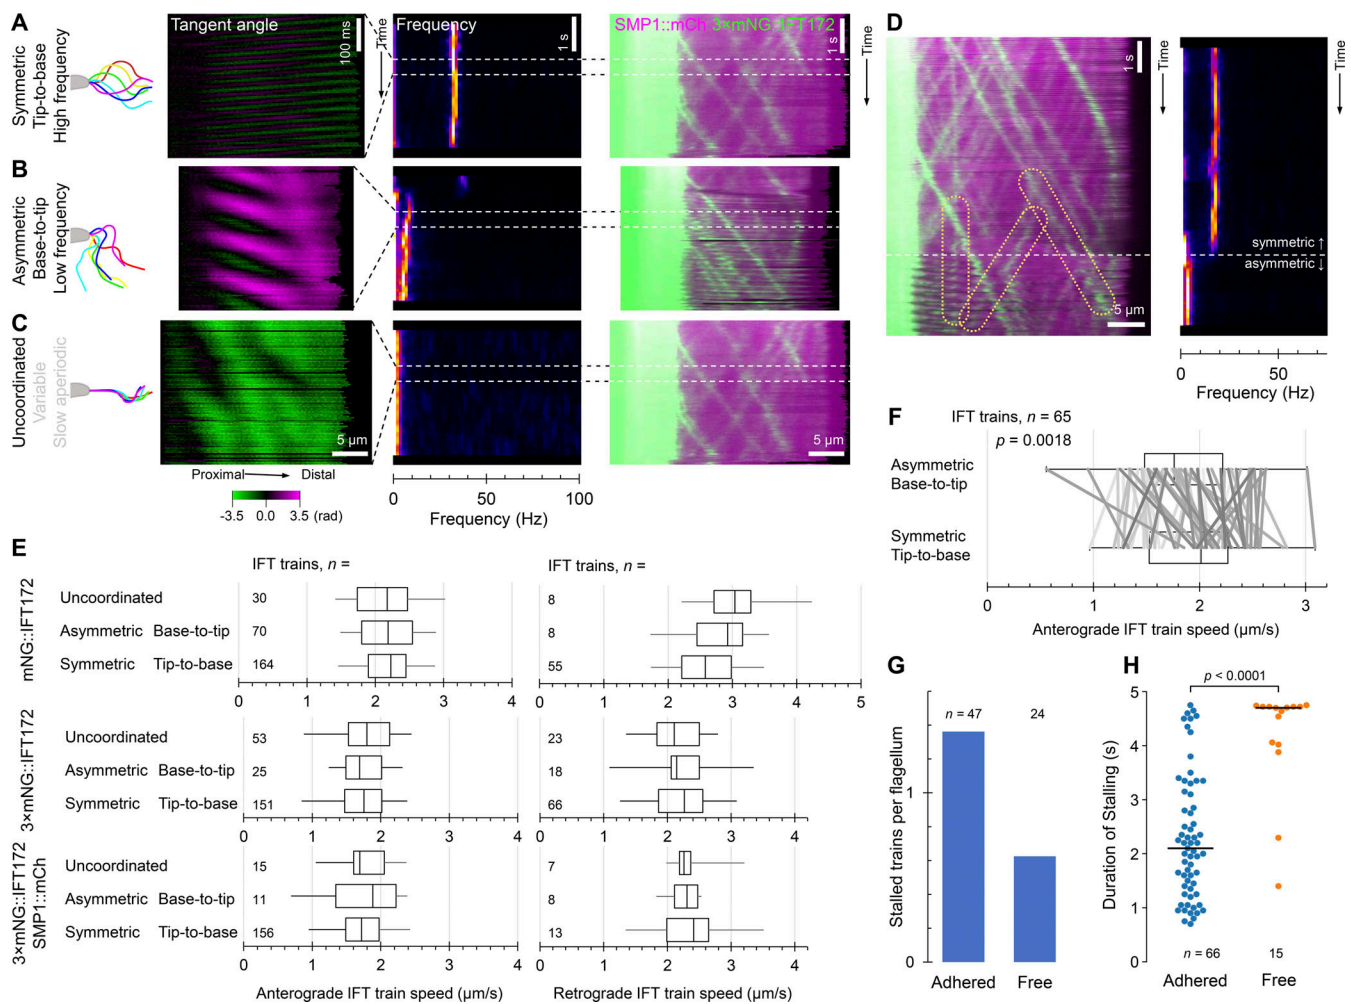 A
Symmetric
Tip-to-base
High frequency
Tangent angle
100 ms
Time
Frequency
1 s
SMP1::mCh 3×mNG::IFT172
1 s
Time
B
Asymmetric
Base-to-tip
Low frequency
C
Uncoordinated
Variable
Slow aperiodic
5 µm
5 µm
Proximal Distal
-3.5 0.0 3.5 (rad)
0 50 100
Frequency (Hz)
D
1 s
Time
Time
symmetric ↑
asymmetric ↓
5 µm
0 50
Frequency (Hz)
E
IFT trains, n =
IFT trains, n =
mNG::IFT172
Uncoordinated 30 8
Asymmetric Base-to-tip 70 8
Symmetric Tip-to-base 164 55
0 1 2 3 4
0 1 2 3 4 5
3×mNG::IFT172
Uncoordinated 53 23
Asymmetric Base-to-tip 25 18
Symmetric Tip-to-base 151 66
0 1 2 3 4
0 1 2 3 4
3×mNG::IFT172
SMP1::mCh
Uncoordinated 15 7
Asymmetric Base-to-tip 11 8
Symmetric Tip-to-base 156 13
0 1 2 3 4
0 1 2 3 4
Anterograde IFT train speed (µm/s)
Retrograde IFT train speed (µm/s)
F
IFT trains, n = 65
p = 0.0018
Asymmetric
Base-to-tip
Symmetric
Tip-to-base
0 1 2 3
Anterograde IFT train speed (µm/s)
G
Stalled trains per flagellum
n = 47 24
1
0
Adhered Free
H
p < 0.0001
Duration of Stalling (s)
5
4
3
2
1
0
n = 66 15
Adhered Free